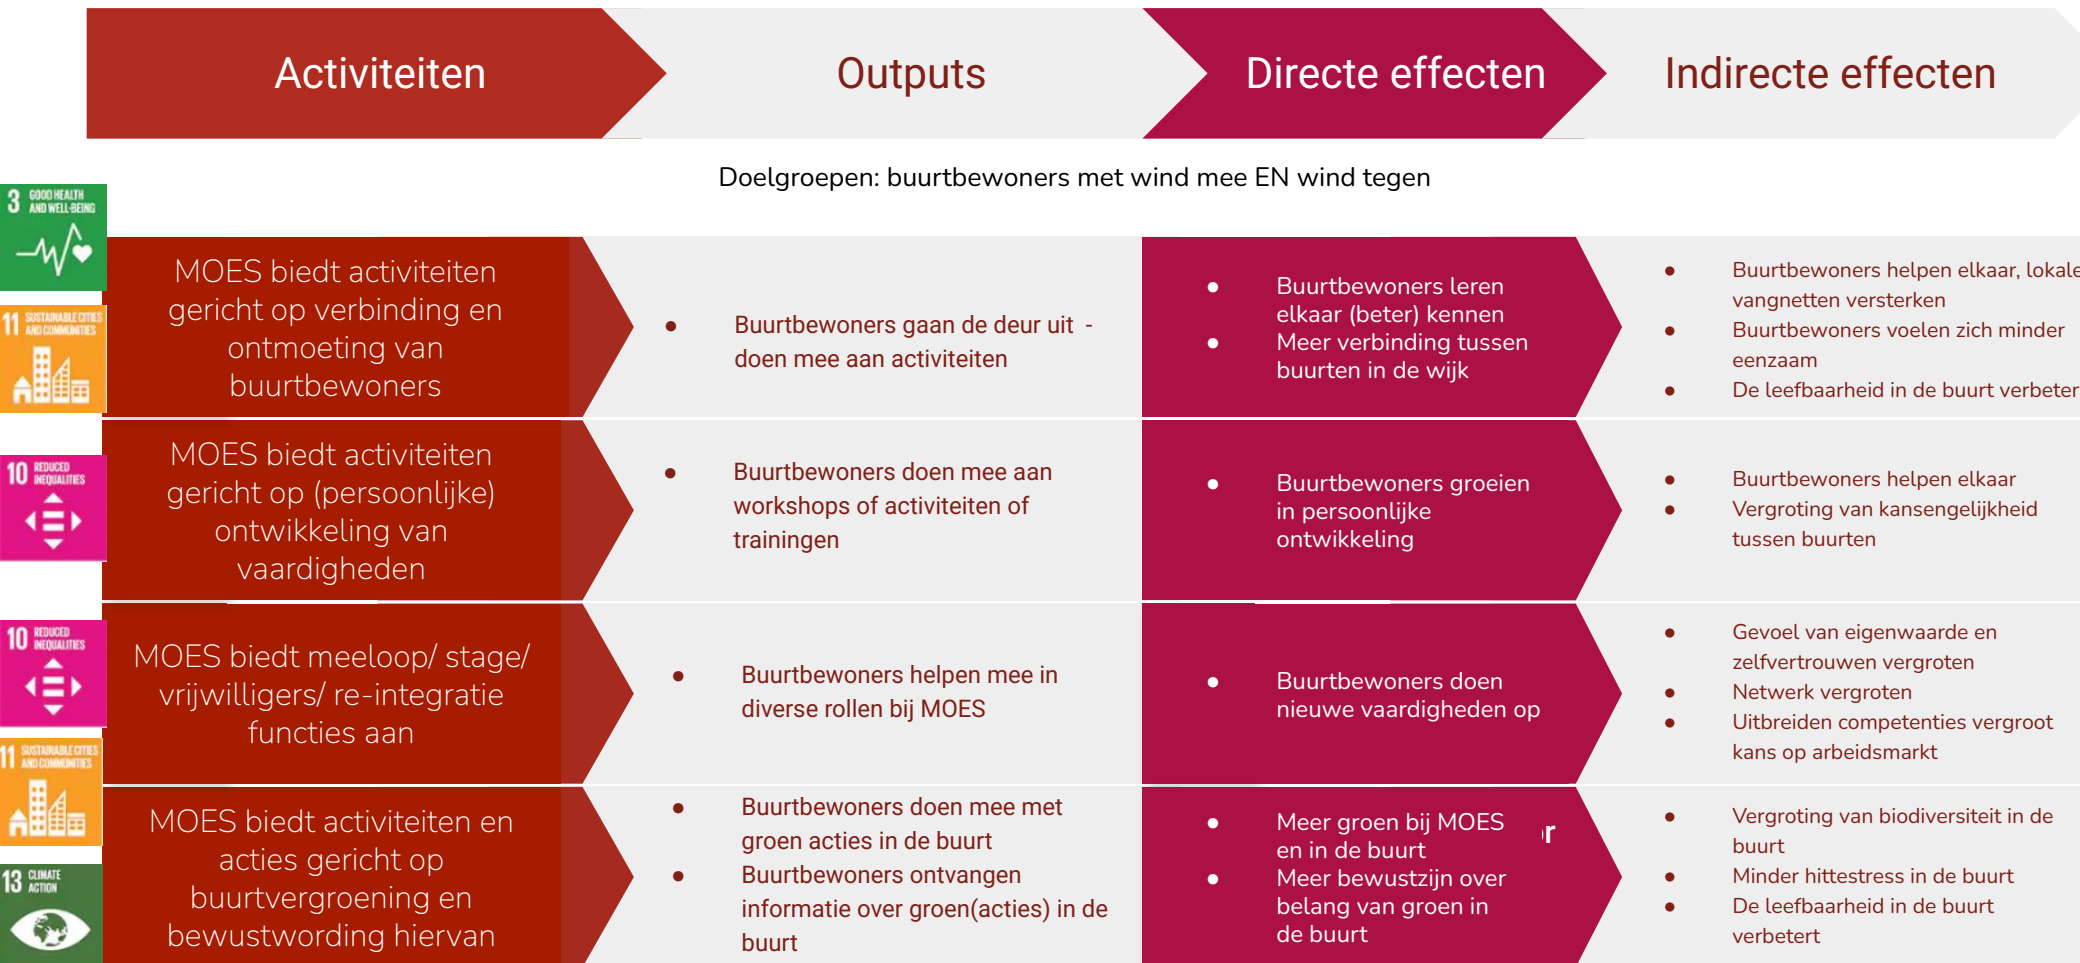 Activiteiten
Outputs
Directe effecten
Indirecte effecten
Doelgroepen: buurtbewoners met wind mee EN wind tegen
3 GOOD HEALTH
AND WELL-BEING
11 SUSTAINABLE CITIES
AND COMMUNITIES
MOES biedt activiteiten
gericht op verbinding en
ontmoeting van
buurtbewoners
● Buurtbewoners gaan de deur uit -
doen mee aan activiteiten
● Buurtbewoners leren
elkaar (beter) kennen
● Meer verbinding tussen
buurten in de wijk
● Buurtbewoners helpen elkaar, lokale
vangnetten versterken
● Buurtbewoners voelen zich minder
eenzaam
● De leefbaarheid in de buurt verbeter
10 REDUCED
INEQUALITIES
MOES biedt activiteiten
gericht op (persoonlijke)
ontwikkeling van
vaardigheden
● Buurtbewoners doen mee aan
workshops of activiteiten of
trainingen
● Buurtbewoners groeien
in persoonlijke
ontwikkeling
● Buurtbewoners helpen elkaar
● Vergroting van kansengelijkheid
tussen buurten
10 REDUCED
INEQUALITIES
11 SUSTAINABLE CITIES
AND COMMUNITIES
MOES biedt meeloop/ stage/
vrijwilligers/ re-integratie
functies aan
● Buurtbewoners helpen mee in
diverse rollen bij MOES
● Buurtbewoners doen
nieuwe vaardigheden op
● Gevoel van eigenwaarde en
zelfvertrouwen vergroten
● Netwerk vergroten
● Uitbreiden competenties vergroot
kans op arbeidsmarkt
13 CLIMATE
ACTION
MOES biedt activiteiten en
acties gericht op
buurtvergroening en
bewustwording hiervan
● Buurtbewoners doen mee met
groen acties in de buurt
● Buurtbewoners ontvangen
informatie over groen(acties) in de
buurt
● Meer groen bij MOES
en in de buurt
● Meer bewustzijn over
belang van groen in
de buurt
● Vergroting van biodiversiteit in de
buurt
● Minder hittestress in de buurt
● De leefbaarheid in de buurt
verbetert